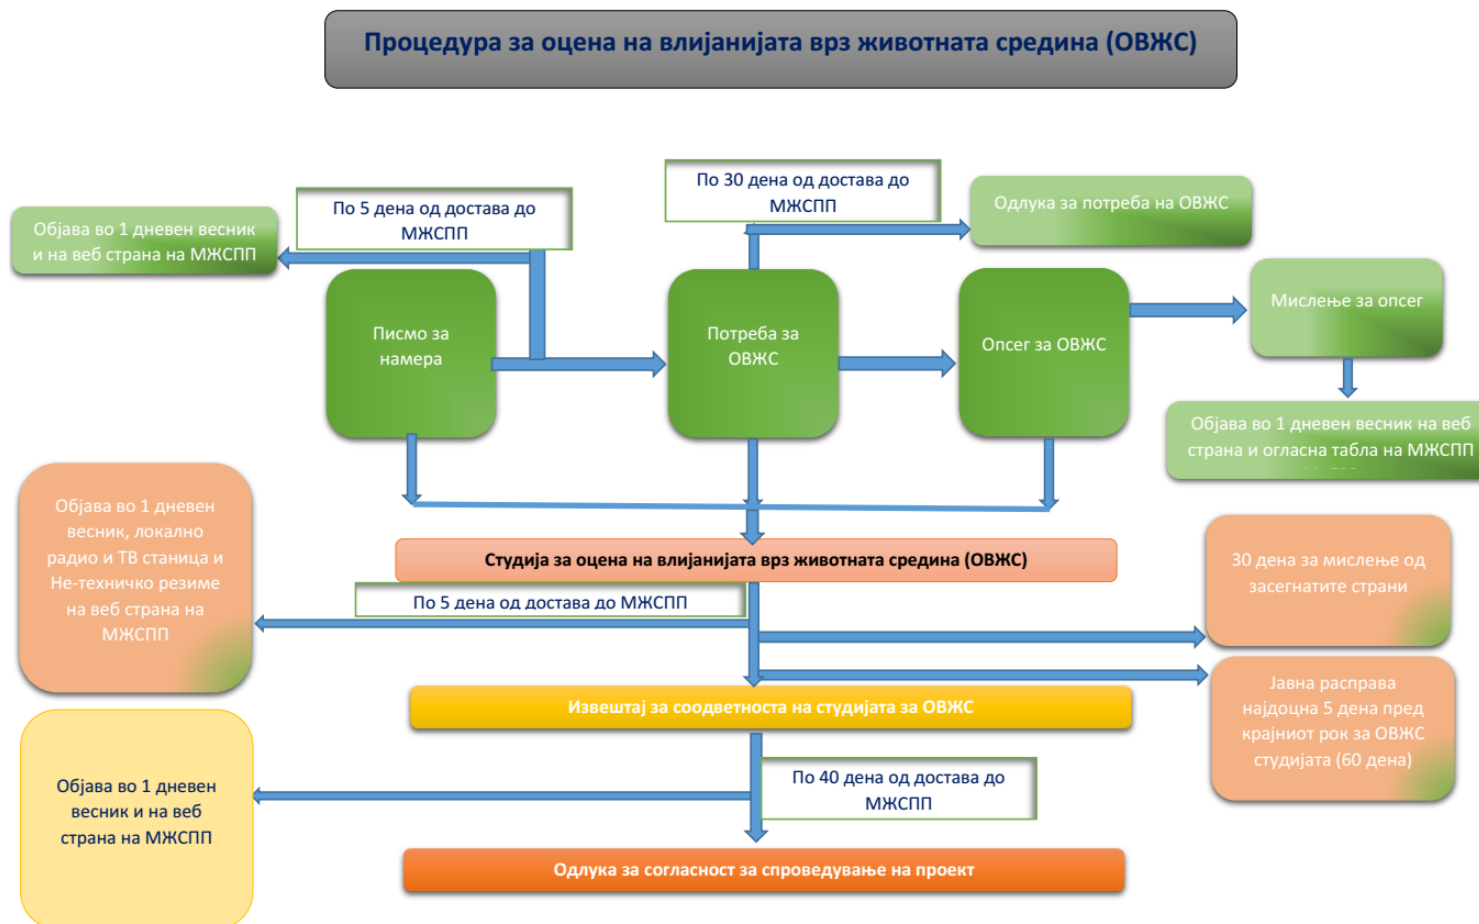 Процедура за оцена на влијанијата врз животната средина (ОВЖС)
По 5 дена од достава до
МЖСПП
По 30 дена од достава до
МЖСПП
Одлука за потреба на ОВЖС
Објава во 1 дневен весник
и на веб страна на МЖСПП
Писмо за
намера
Потреба за
ОВЖС
Опсег за ОВЖС
Мислење за опсег
Објава во 1 дневен весник на веб
страна и огласна табла на МЖСПП
Објава во 1 дневен
весник, локално
радио и ТВ станица и
Не-техничко резиме
на веб страна на
МЖСПП
Студија за оцена на влијанијата врз животната средина (ОВЖС)
По 5 дена од достава до МЖСПП
30 дена за мислење од
засегнатите страни
Јавна расправа
најдоцна 5 дена пред
крајниот рок за ОВЖС
студијата (60 дена)
Извештај за соодветноста на студијата за ОВЖС
Објава во 1 дневен
весник и на веб
страна на МЖСПП
По 40 дена од достава до
МЖСПП
Одлука за согласност за спроведување на проект